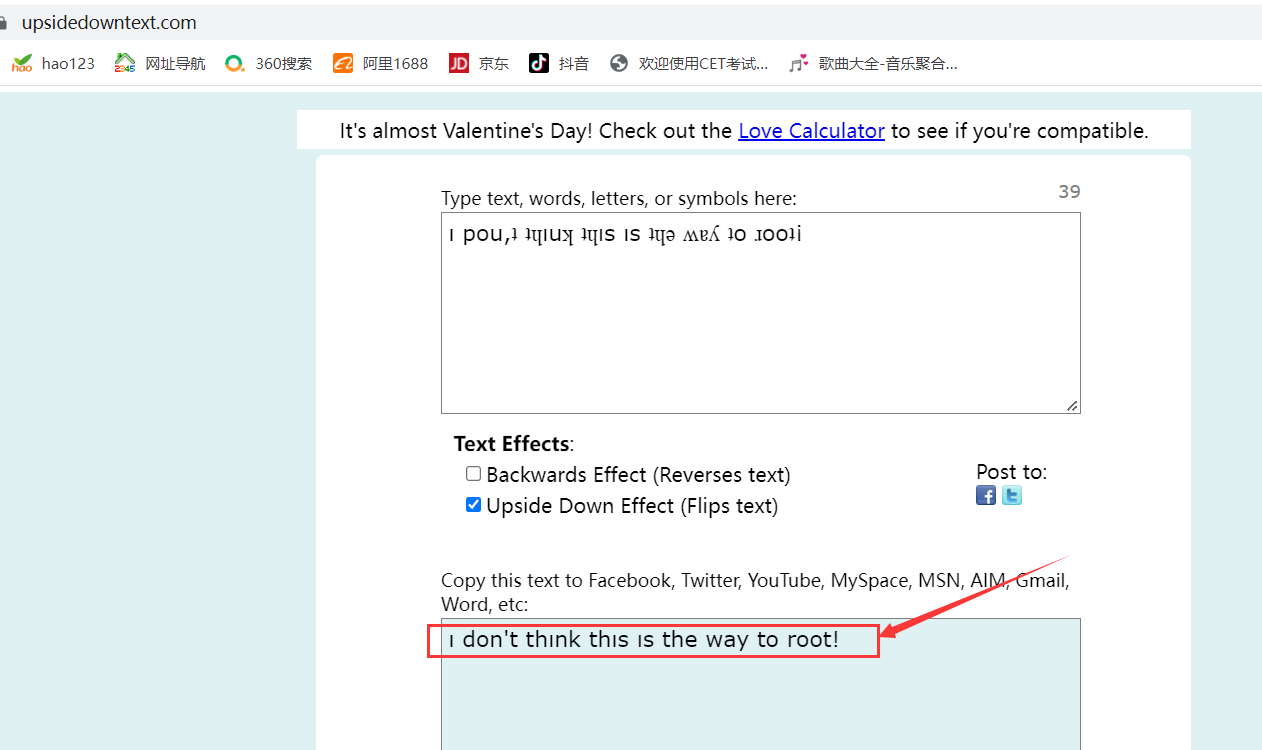 upsidedowntext.com
hao123 网址导航 360搜索 阿里1688 京东 抖音 欢迎使用CET考试... 歌曲大全-音乐聚合...
It's almost Valentine's Day! Check out the Love Calculator to see if you're compatible.
39
Type text, words, letters, or symbols here:
ı pou,ʇ ʇɥıuʞ ʇɥıs ıs ʇɥǝ ʍɐʎ ʇo ɹooʇ¡
Text Effects:
Backwards Effect (Reverses text)
Post to:
Upside Down Effect (Flips text)
Copy this text to Facebook, Twitter, YouTube, MySpace, MSN, AIM, Gmail,
Word, etc:
ı don't thınk thıs ıs the way to root!